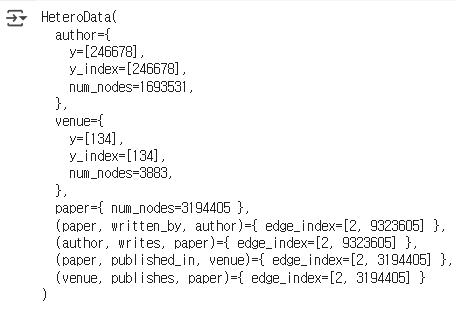 HeteroData(
  author={
    y=[246678],
    y_index=[246678],
    num_nodes=1693531,
  },
  venue={
    y=[134],
    y_index=[134],
    num_nodes=3883,
  },
  paper={ num_nodes=3194405 },
  (paper, written_by, author)={ edge_index=[2, 9323605] },
  (author, writes, paper)={ edge_index=[2, 9323605] },
  (paper, published_in, venue)={ edge_index=[2, 3194405] },
  (venue, publishes, paper)={ edge_index=[2, 3194405] }
)